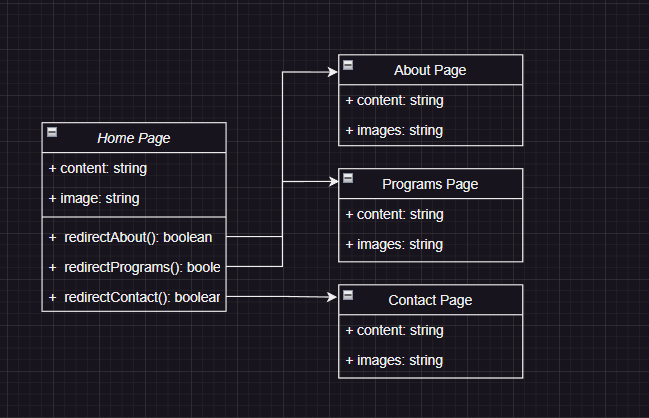 Home Page
+ content: string
+ image: string
+ redirectAbout(): boolean
+ redirectPrograms(): boole
+ redirectContact(): boolean
About Page
+ content: string
+ images: string
Programs Page
+ content: string
+ images: string
Contact Page
+ content: string
+ images: string